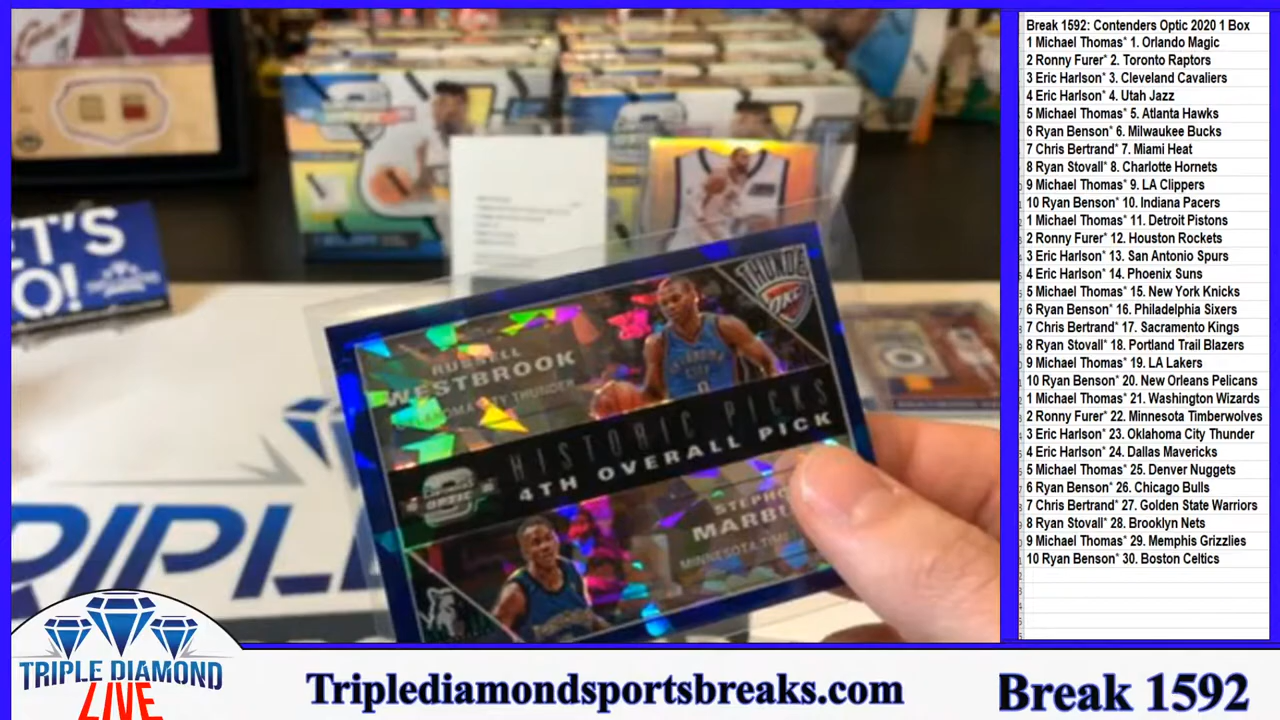 Break 1592: Contenders Optic 2020 1 Box
1 Michael Thomas* 1. Orlando Magic
2 Ronny Furer* 2. Toronto Raptors
3 Eric Harlson* 3. Cleveland Cavaliers
4 Eric Harlson* 4. Utah Jazz
5 Michael Thomas* 5. Atlanta Hawks
6 Ryan Benson* 6. Milwaukee Bucks
7 Chris Bertrand* 7. Miami Heat
8 Ryan Stovall* 8. Charlotte Hornets
9 Michael Thomas* 9. LA Clippers
10 Ryan Benson* 10. Indiana Pacers
1 Michael Thomas* 11. Detroit Pistons
2 Ronny Furer* 12. Houston Rockets
3 Eric Harlson* 13. San Antonio Spurs
4 Eric Harlson* 14. Phoenix Suns
5 Michael Thomas* 15. New York Knicks
6 Ryan Benson* 16. Philadelphia Sixers
7 Chris Bertrand* 17. Sacramento Kings
8 Ryan Stovall* 18. Portland Trail Blazers
9 Michael Thomas* 19. LA Lakers
10 Ryan Benson* 20. New Orleans Pelicans
1 Michael Thomas* 21. Washington Wizards
2 Ronny Furer* 22. Minnesota Timberwolves
3 Eric Harlson* 23. Oklahoma City Thunder
4 Eric Harlson* 24. Dallas Mavericks
5 Michael Thomas* 25. Denver Nuggets
6 Ryan Benson* 26. Chicago Bulls
7 Chris Bertrand* 27. Golden State Warriors
8 Ryan Stovall* 28. Brooklyn Nets
9 Michael Thomas* 29. Memphis Grizzlies
10 Ryan Benson* 30. Boston Celtics
LET'S
GO!
THUNDER
OKC
RUSSELL
WESTBROOK
HISTORIC PICKS
4TH OVERALL PICK
OPTIC
STEPHO
MARBU
MINNESOTA TIM
TRIPLE DIAMOND
LIVE
Triplediamondsportsbreaks.com
Break 1592